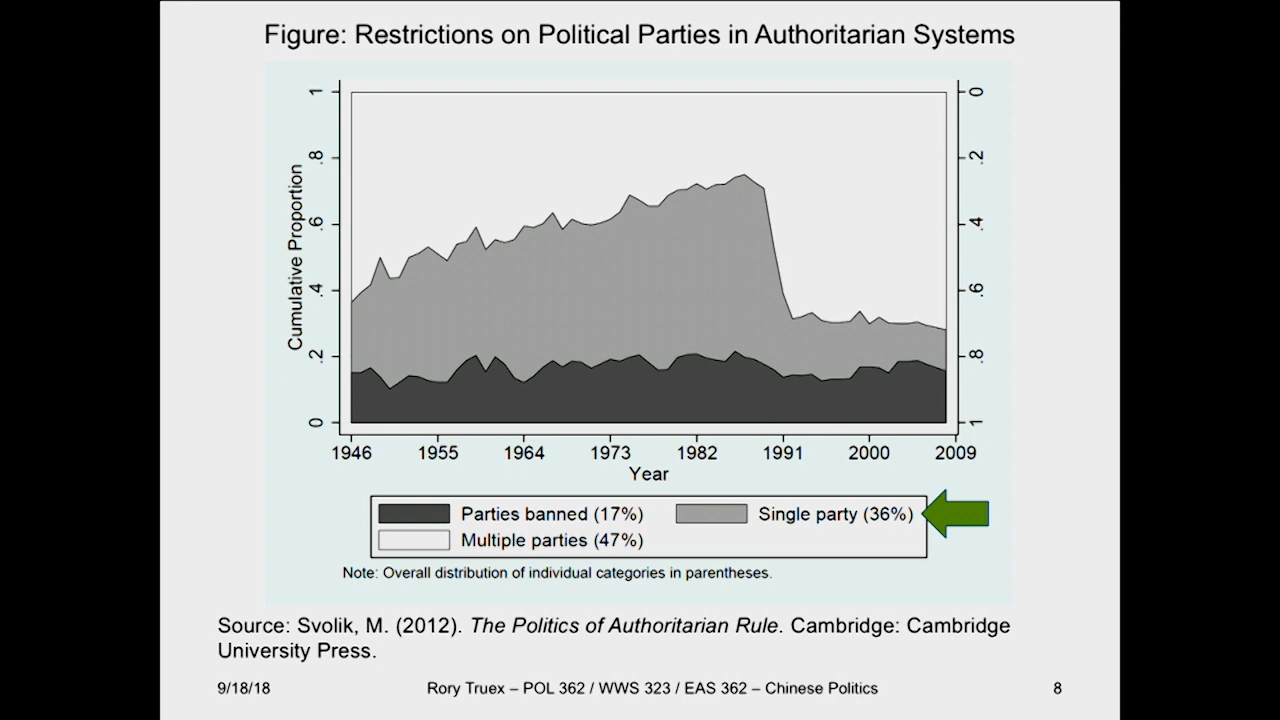 Figure: Restrictions on Political Parties in Authoritarian Systems
Cumulative Proportion
1
.8
.6
.4
.2
0
0
.2
.4
.6
.8
1
1946 1955 1964 1973 1982 1991 2000 2009
Year
Parties banned (17%) Single party (36%)
Multiple parties (47%)
Note: Overall distribution of individual categories in parentheses.
Source: Svolik, M. (2012). The Politics of Authoritarian Rule. Cambridge: Cambridge
University Press.
9/18/18 Rory Truex – POL 362 / WWS 323 / EAS 362 – Chinese Politics 8